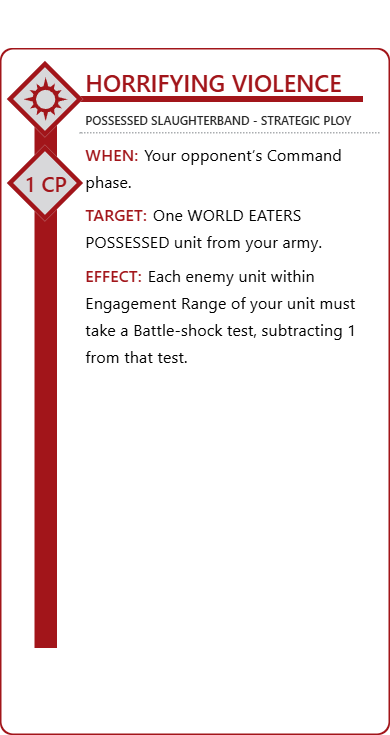 HORRIFYING VIOLENCE
POSSESSED SLAUGHTERBAND - STRATEGIC PLOY
1 CP
WHEN: Your opponent’s Command
phase.
TARGET: One WORLD EATERS
POSSESSED unit from your army.
EFFECT: Each enemy unit within
Engagement Range of your unit must
take a Battle-shock test, subtracting 1
from that test.